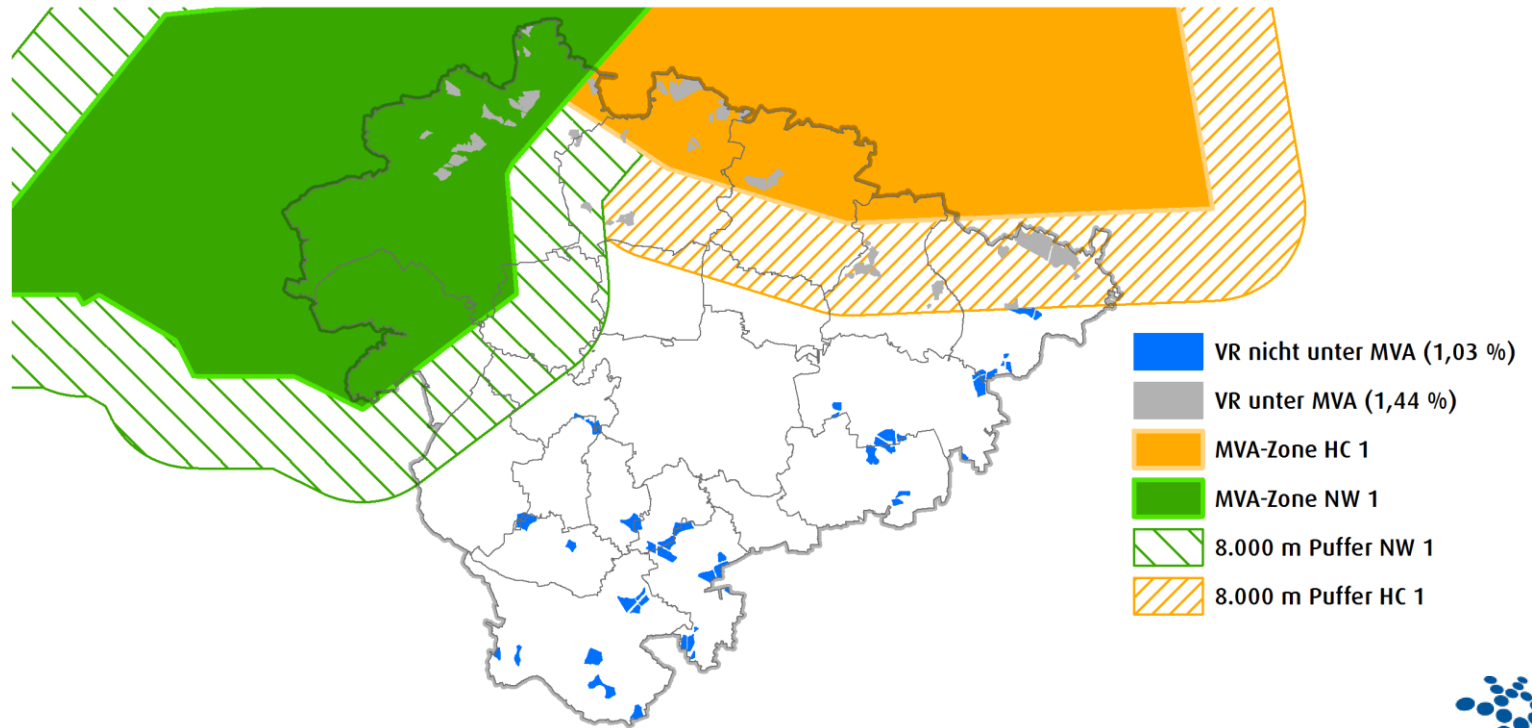 VR nicht unter MVA (1,03 %)
VR unter MVA (1,44 %)
MVA-Zone HC 1
MVA-Zone NW 1
8.000 m Puffer NW 1
8.000 m Puffer HC 1